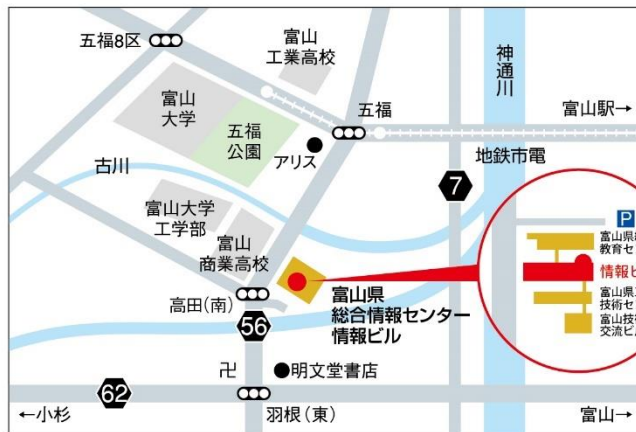 五福8区
富山
工業高校
神通川
富山
大学
五福
公園
五福
富山駅→
アリス
地鉄市電
古川
7
富山大学
工学部
富山
商業高校
P
富山県
教育セ
情報ビ
富山県
技術セ
富山技
交流ビ
高田(南)
富山県
総合情報センター
情報ビル
56
卍
明文堂書店
62
←小杉
羽根(東)
富山→